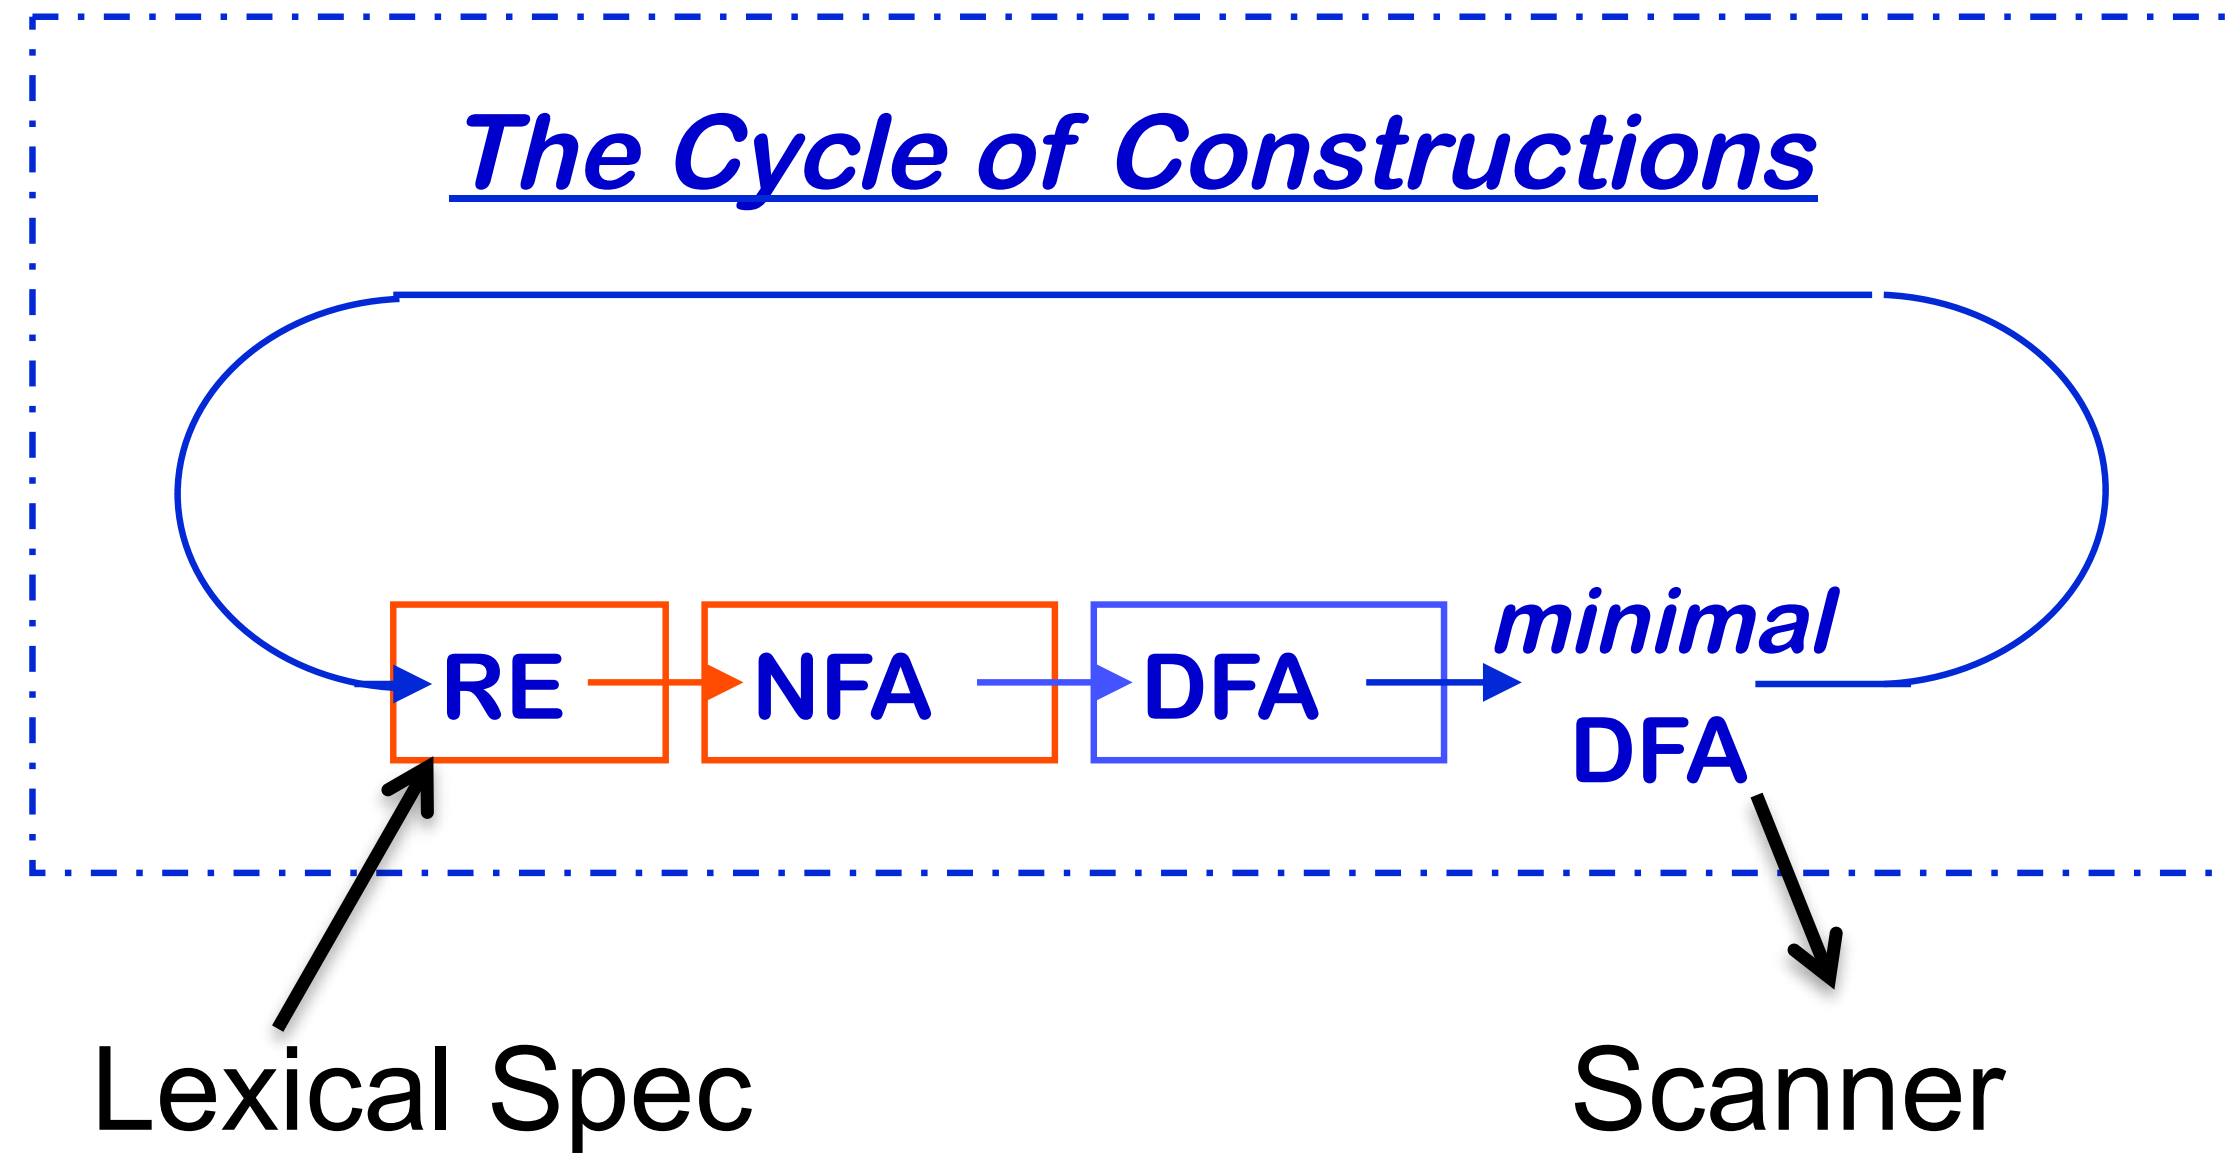 The Cycle of Constructions
minimal
RE NFA DFA
DFA
Lexical Spec Scanner